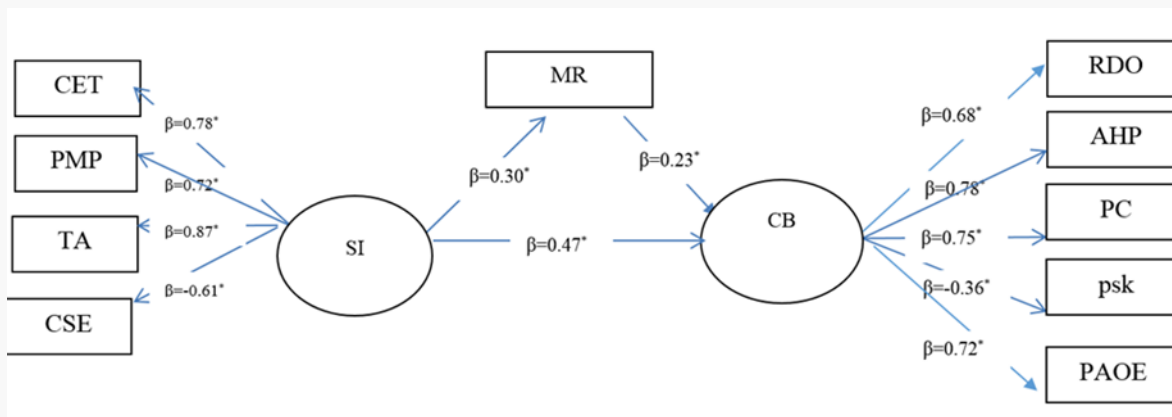 CET
β=0.78*
PMP
β=0.72*
TA
β=0.87*
CSE
β=-0.61*
SI
MR
β=0.30*
β=0.23*
β=0.47*
CB
β=0.68*
β=0.78*
β=0.75*
β=-0.36*
β=0.72*
RDO
AHP
PC
psk
PAOE